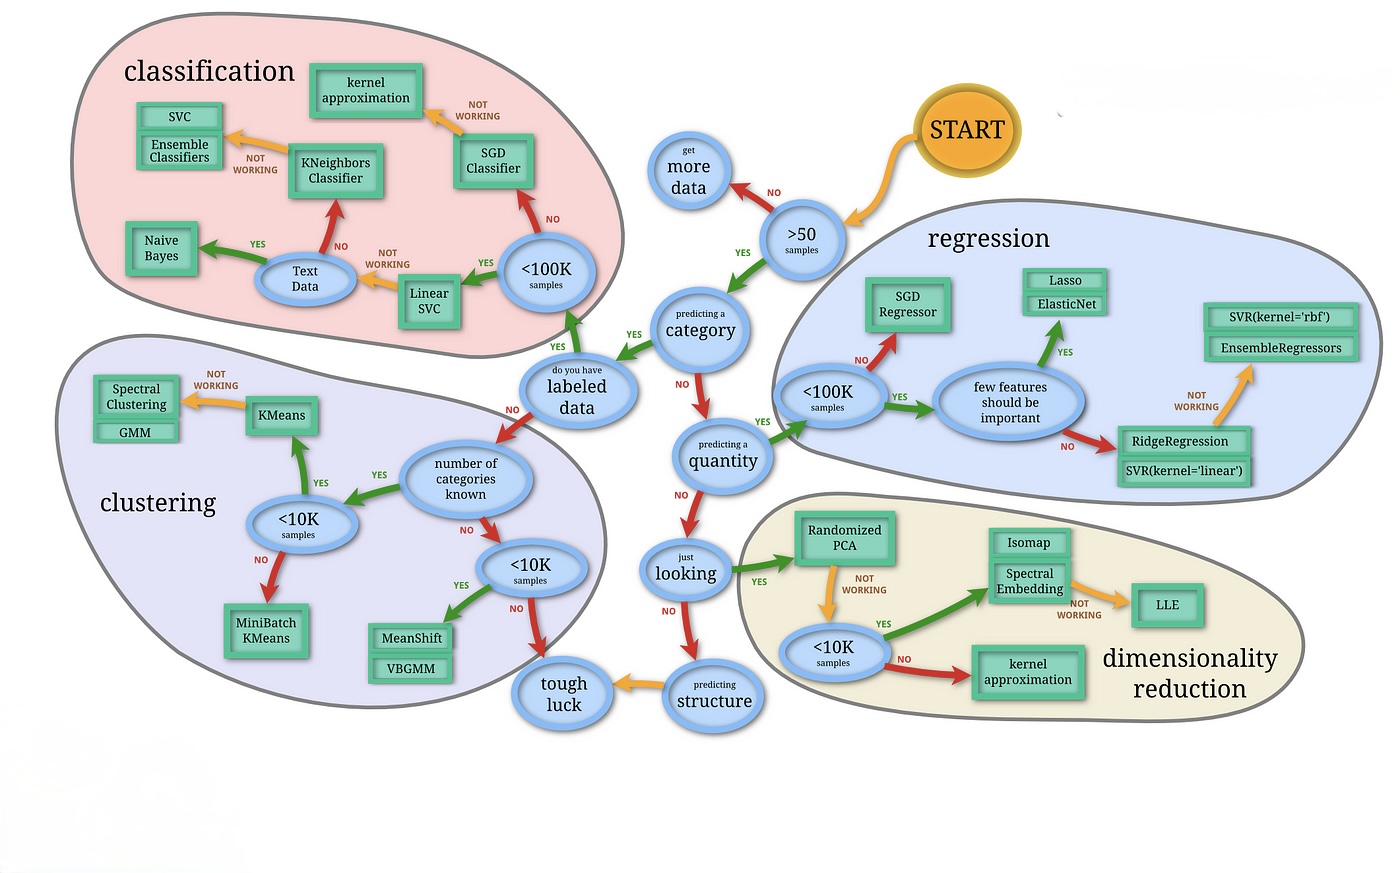 classification
kernel
approximation
NOT
WORKING
SVC
Ensemble
Classifiers
NOT
WORKING
KNeighbors
Classifier
SGD
Classifier
NO
Naive
Bayes
YES
NO
Text
Data
NOT
WORKING
Linear
SVC
YES
<100K
samples
START
get
more
data
NO
>50
samples
YES
predicting a
category
YES
NO
YES
do you have
labeled
data
NO
predicting a
quantity
YES
NO
just
looking
YES
NO
predicting
structure
tough
luck
regression
SGD
Regressor
NO
<100K
samples
YES
Lasso
ElasticNet
YES
few features
should be
important
NO
SVR(kernel='rbf')
EnsembleRegressors
NOT
WORKING
RidgeRegression
SVR(kernel='linear')
clustering
Spectral
Clustering
GMM
NOT
WORKING
KMeans
YES
<10K
samples
NO
MiniBatch
KMeans
YES
number of
categories
known
NO
<10K
samples
YES
NO
MeanShift
VBGMM
Randomized
PCA
NOT
WORKING
<10K
samples
YES
NO
Isomap
Spectral
Embedding
NOT
WORKING
LLE
kernel
approximation
dimensionality
reduction